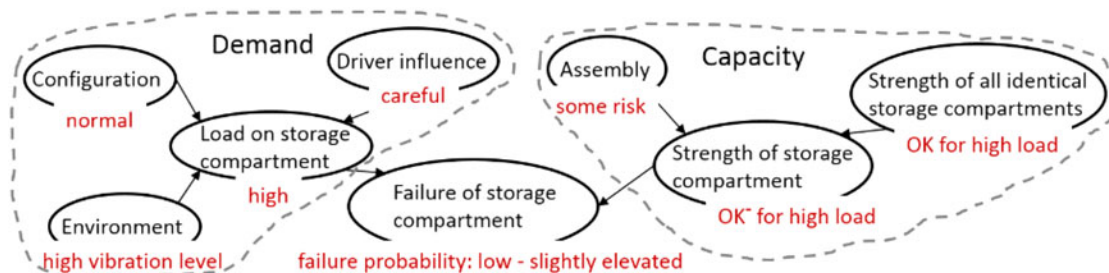 Demand
Configuration
normal
Driver influence
careful
Load on storage
compartment
high
Environment
high vibration level
Failure of storage
compartment
failure probability: low - slightly elevated
Capacity
Assembly
some risk
Strength of all identical
storage compartments
OK for high load
Strength of storage
compartment
OK⁻ for high load